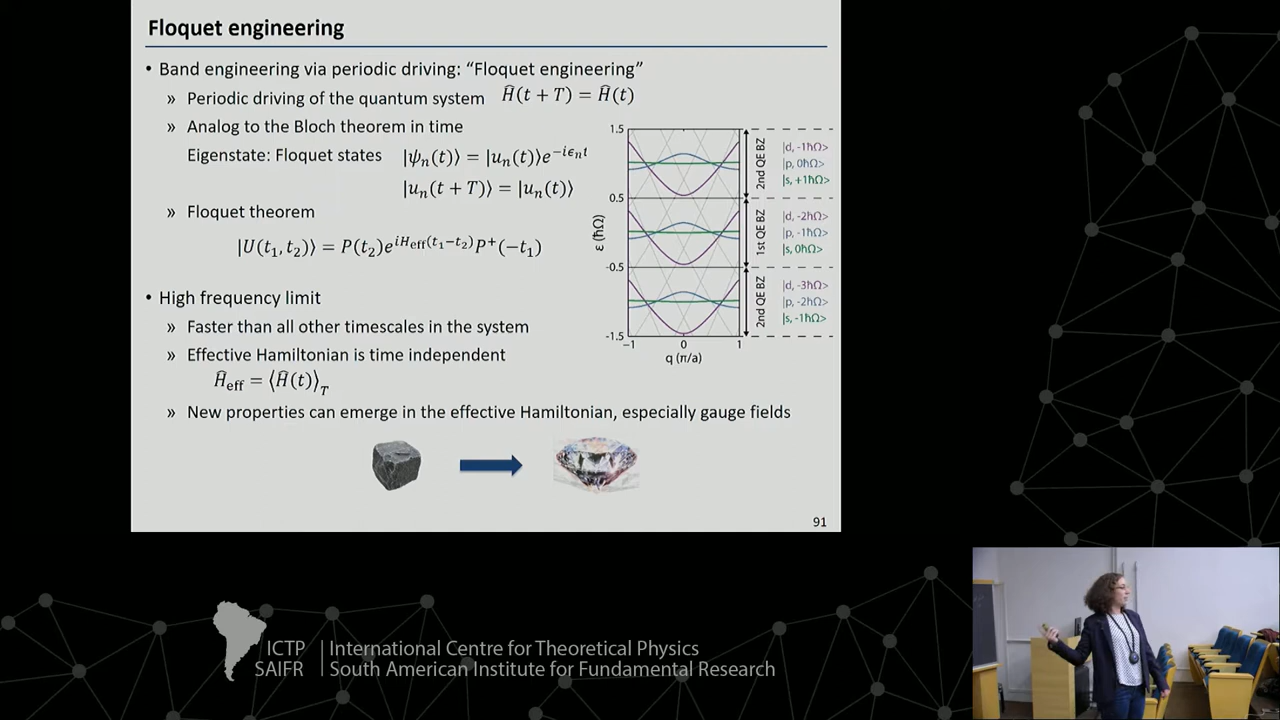 Floquet engineering
• Band engineering via periodic driving: “Floquet engineering”
» Periodic driving of the quantum system Ĥ(t + T) = Ĥ(t)
» Analog to the Bloch theorem in time
Eigenstate: Floquet states |ψₙ(t)⟩ = |uₙ(t)⟩e^{−iϵₙt}
|uₙ(t + T)⟩ = |uₙ(t)⟩
» Floquet theorem
|U(t₁, t₂)⟩ = P(t₂)e^{iH_eff(t₁−t₂)}P⁺(−t₁)
• High frequency limit
» Faster than all other timescales in the system
» Effective Hamiltonian is time independent
Ĥ_eff = ⟨Ĥ(t)⟩_T
» New properties can emerge in the effective Hamiltonian, especially gauge fields
1.5
0.5
-0.5
-1.5
ε (ħΩ)
−1 0 1
q (π/a)
2nd QE BZ
|d, -1ħΩ>
|p, 0ħΩ>
|s, +1ħΩ>
1st QE BZ
|d, -2ħΩ>
|p, -1ħΩ>
|s, 0ħΩ>
2nd QE BZ
|d, -3ħΩ>
|p, -2ħΩ>
|s, -1ħΩ>
91
ICTP International Centre for Theoretical Physics
SAIFR South American Institute for Fundamental Research